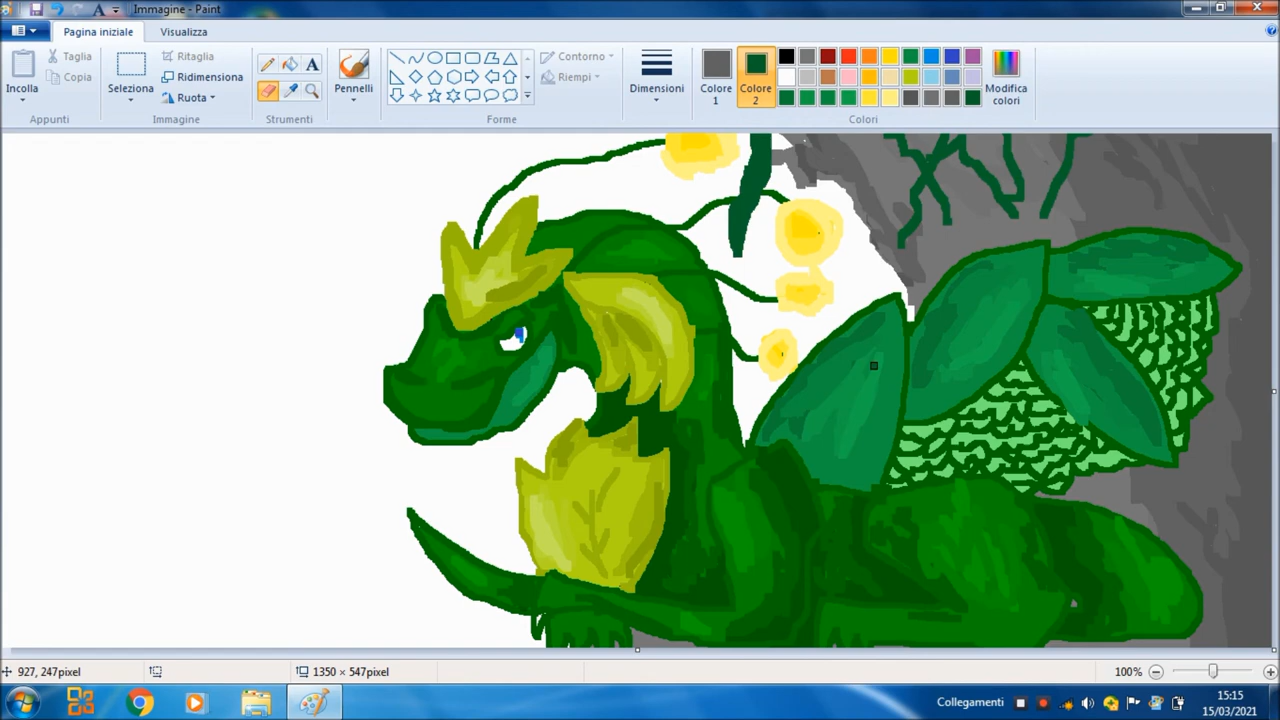 Immagine - Paint
Pagina iniziale
Visualizza
Incolla
Taglia
Copia
Appunti
Seleziona
Ritaglia
Ridimensiona
Ruota
Immagine
A
Strumenti
Pennelli
Contorno
Riempi
Forme
Dimensioni
Colore
1
Colore
2
Modifica
colori
Colori
927, 247pixel
1350 × 547pixel
100%
Collegamenti
15:15
15/03/2021